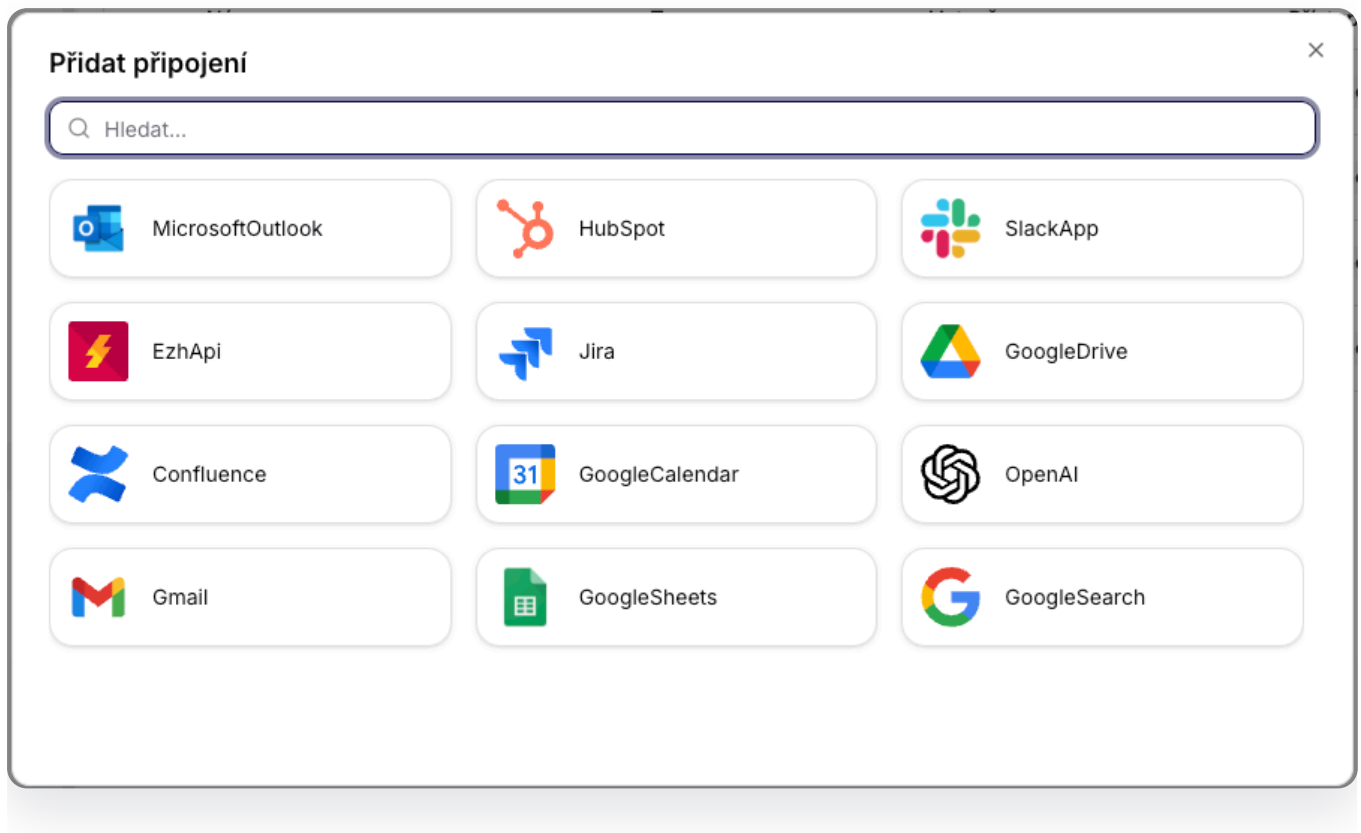 Přidat připojení
Hledat...
MicrosoftOutlook
HubSpot
SlackApp
EzhApi
Jira
GoogleDrive
Confluence
31
GoogleCalendar
OpenAI
Gmail
GoogleSheets
GoogleSearch